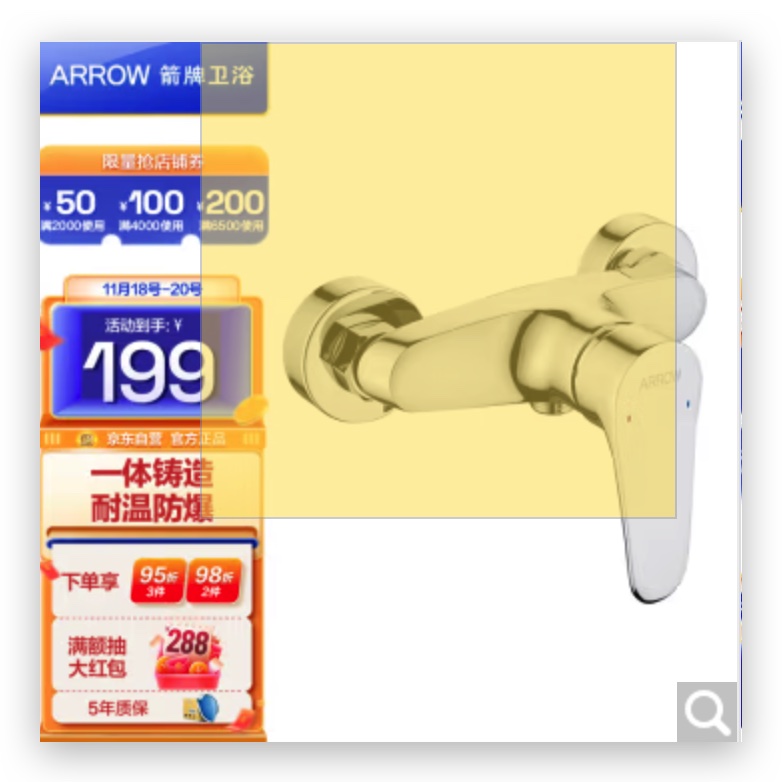 ARROW 箭牌卫浴
限量抢店铺券
¥50 ¥100 ¥200
满2000使用 满4000使用 满6500使用
11月18号-20号
活动到手:¥
199
京东自营 官方正品
一体铸造
耐温防爆
ARROW
下单享 95折 98折
3件 2件
满额抽 288
大红包
5年质保